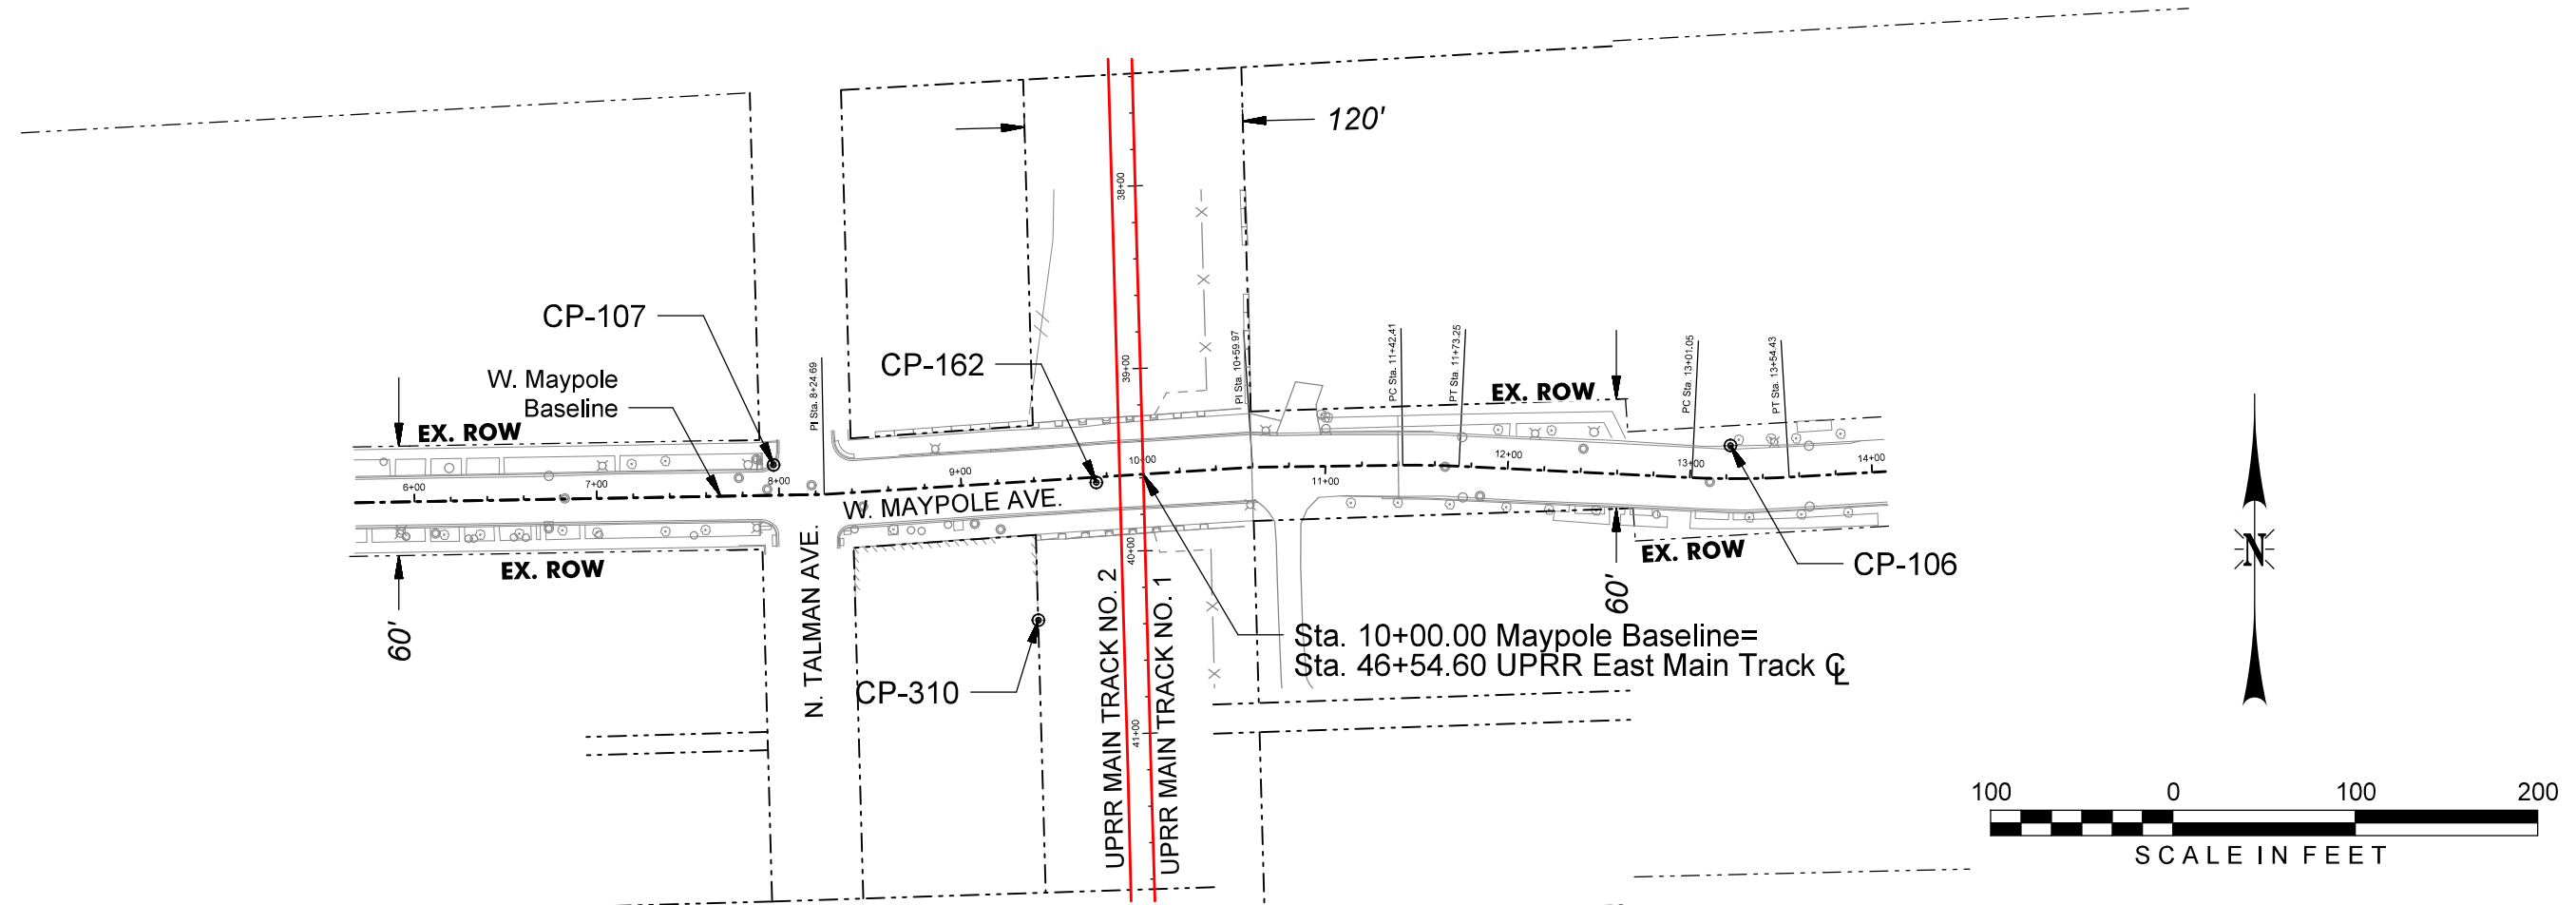 120'
38+00
CP-107
CP-162
39+00
W. Maypole
Baseline
EX. ROW
PI Sta. 8+24.69
PI Sta. 10+59.97
PC Sta. 11+42.41
PT Sta. 11+73.25
EX. ROW
PC Sta. 13+01.05
PT Sta. 13+54.43
6+00
7+00
8+00
9+00
10+00
11+00
12+00
13+00
14+00
W. MAYPOLE AVE.
EX. ROW
60'
N. TALMAN AVE.
40+00
EX. ROW
60'
CP-106
N
CP-310
UPRR MAIN TRACK NO. 2
UPRR MAIN TRACK NO. 1
41+00
Sta. 10+00.00 Maypole Baseline=
Sta. 46+54.60 UPRR East Main Track ℄
100 0 100 200
SCALE IN FEET